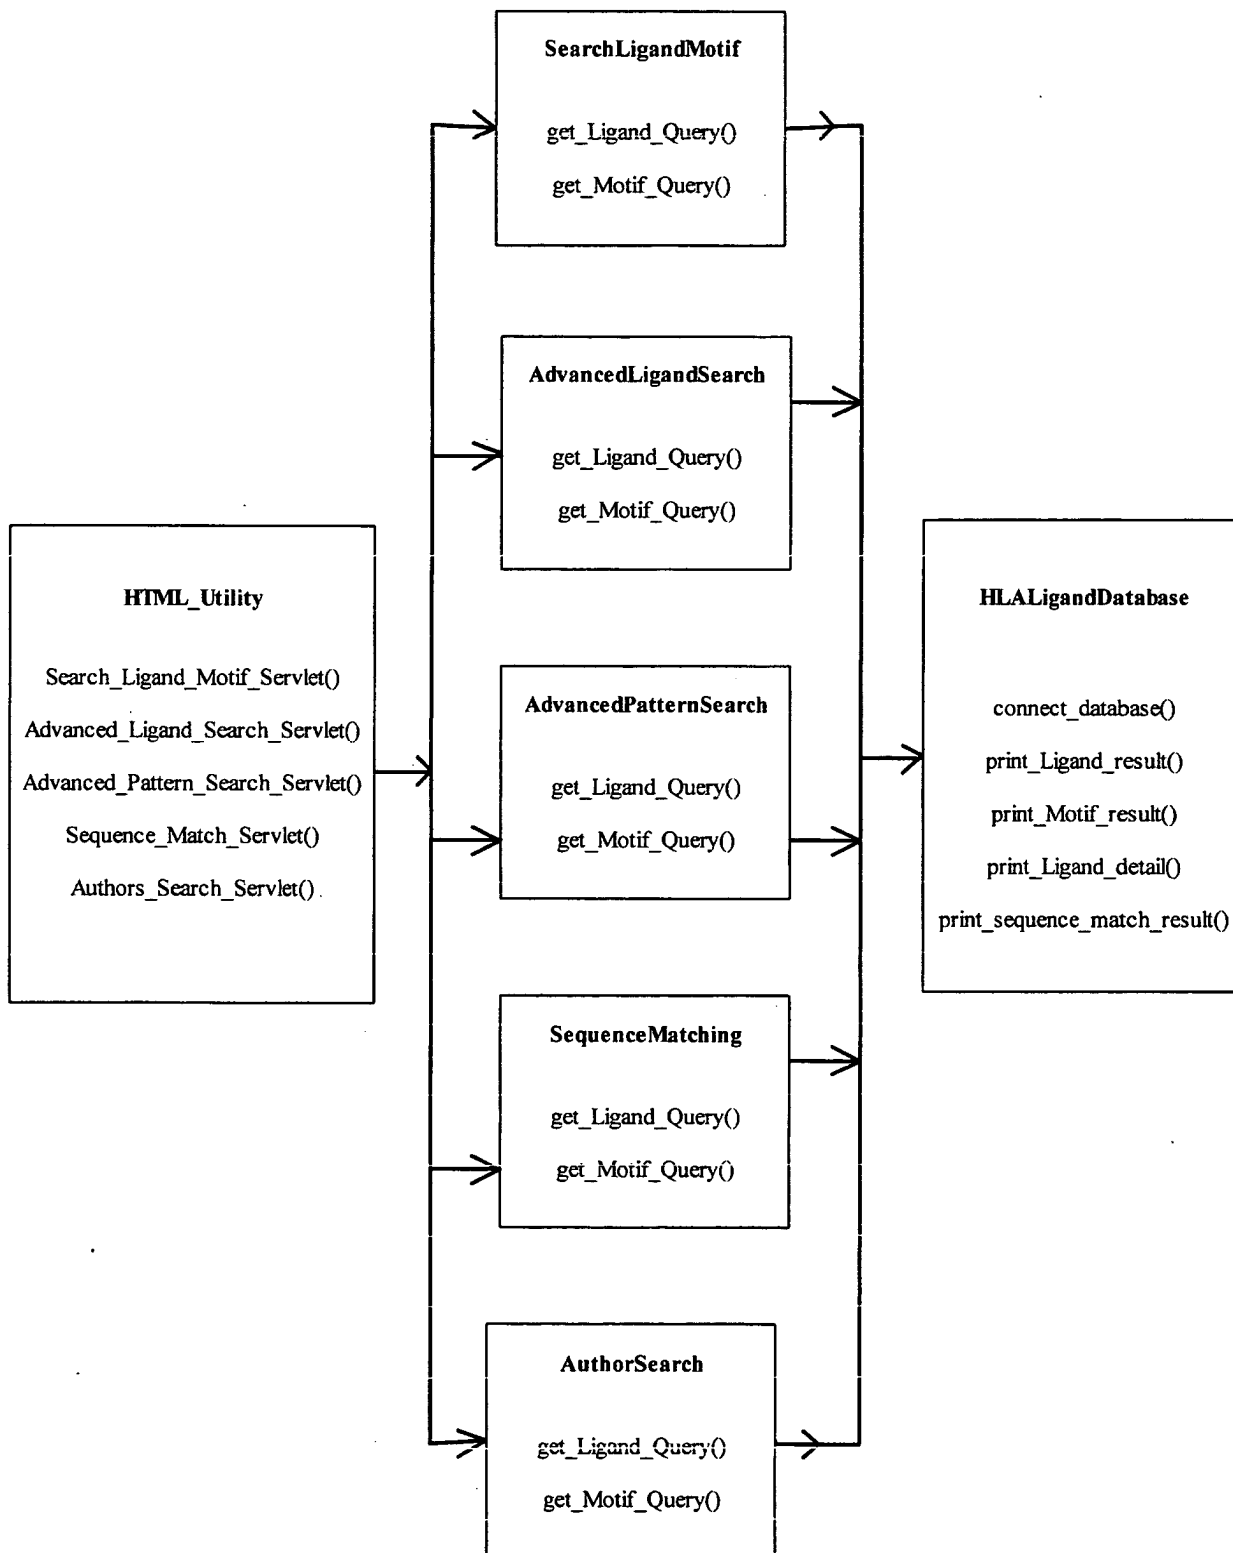 SearchLigandMotif
get_Ligand_Query()
get_Motif_Query()
AdvancedLigandSearch
get_Ligand_Query()
get_Motif_Query()
HTML_Utility
Search_Ligand_Motif_Servlet()
Advanced_Ligand_Search_Servlet()
Advanced_Pattern_Search_Servlet()
Sequence_Match_Servlet()
Authors_Search_Servlet()
AdvancedPatternSearch
get_Ligand_Query()
get_Motif_Query()
HLALigandDatabase
connect_database()
print_Ligand_result()
print_Motif_result()
print_Ligand_detail()
print_sequence_match_result()
SequenceMatching
get_Ligand_Query()
get_Motif_Query()
AuthorSearch
get_Ligand_Query()
get_Motif_Query()